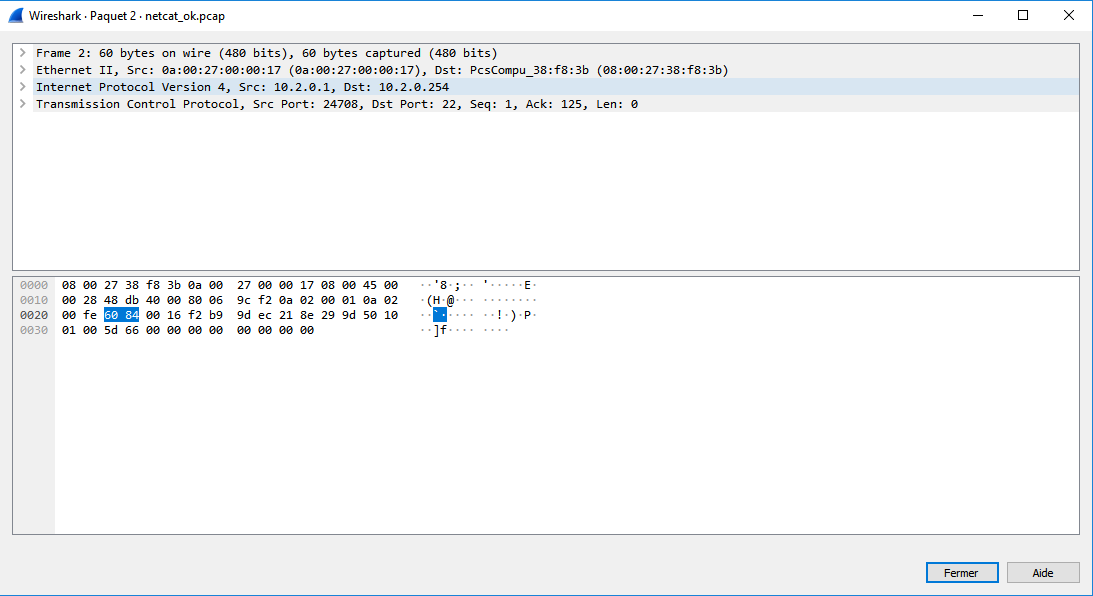 Wireshark · Paquet 2 · netcat_ok.pcap
Frame 2: 60 bytes on wire (480 bits), 60 bytes captured (480 bits)
Ethernet II, Src: 0a:00:27:00:00:17 (0a:00:27:00:00:17), Dst: PcsCompu_38:f8:3b (08:00:27:38:f8:3b)
Internet Protocol Version 4, Src: 10.2.0.1, Dst: 10.2.0.254
Transmission Control Protocol, Src Port: 24708, Dst Port: 22, Seq: 1, Ack: 125, Len: 0
0000 08 00 27 38 f8 3b 0a 00 27 00 00 17 08 00 45 00 ··'8·;·· '·····E·
0010 00 28 48 db 40 00 80 06 9c f2 0a 02 00 01 0a 02 ·(H·@··· ········
0020 00 fe 60 84 00 16 f2 b9 9d ec 21 8e 29 9d 50 10 ··`····· ··!·)·P·
0030 01 00 5d 66 00 00 00 00 00 00 00 00 ··]f···· ····
Fermer Aide